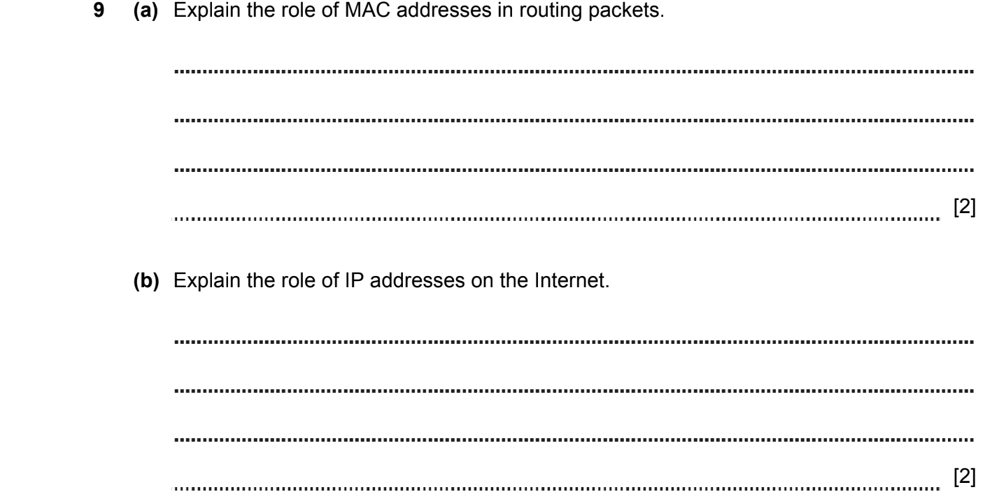 9 (a) Explain the role of MAC addresses in routing packets.
[2]
(b) Explain the role of IP addresses on the Internet.
[2]